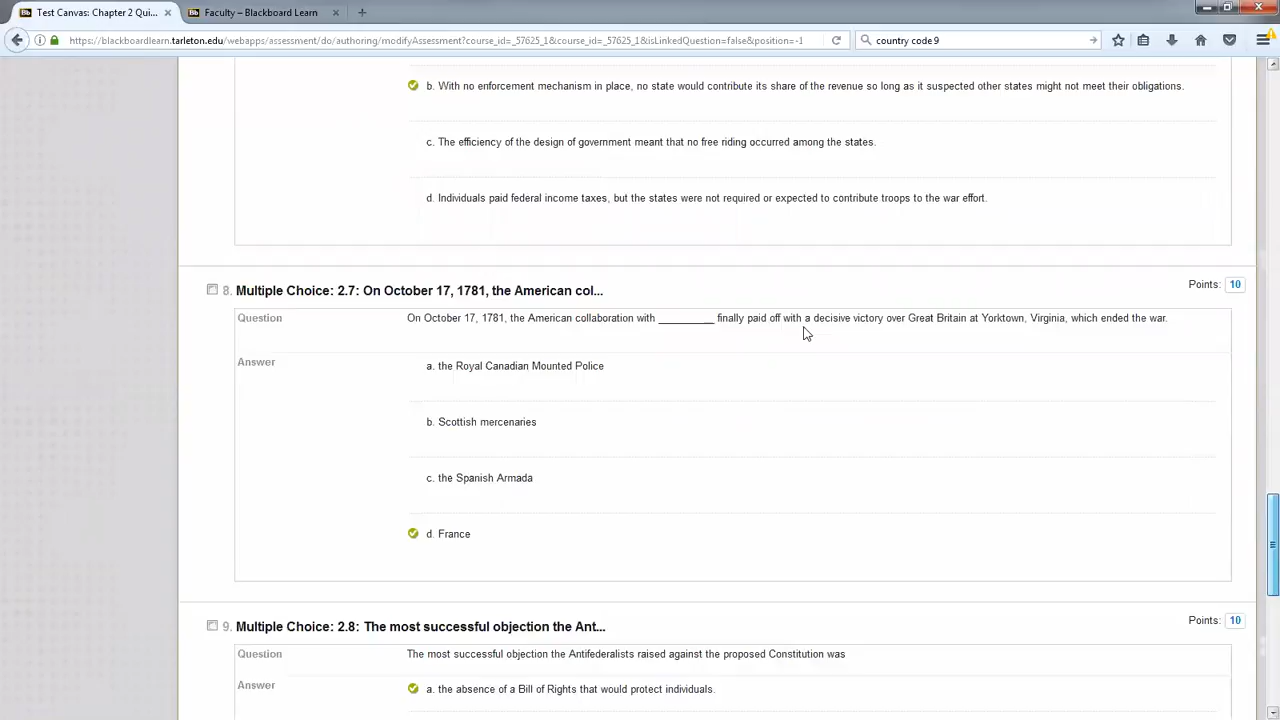 Test Canvas: Chapter 2 Qui...
Faculty – Blackboard Learn
https://blackboardlearn.tarleton.edu/webapps/assessment/do/authoring/modifyAssessment?course_id=_57625_1&course_id=_57625_1&isLinkedQuestion=false&position=-1
country code 9
b. With no enforcement mechanism in place, no state would contribute its share of the revenue so long as it suspected other states might not meet their obligations.
c. The efficiency of the design of government meant that no free riding occurred among the states.
d. Individuals paid federal income taxes, but the states were not required or expected to contribute troops to the war effort.
8. Multiple Choice: 2.7: On October 17, 1781, the American col... Points: 10
Question On October 17, 1781, the American collaboration with __________ finally paid off with a decisive victory over Great Britain at Yorktown, Virginia, which ended the war.
Answer a. the Royal Canadian Mounted Police
b. Scottish mercenaries
c. the Spanish Armada
d. France
9. Multiple Choice: 2.8: The most successful objection the Ant... Points: 10
Question The most successful objection the Antifederalists raised against the proposed Constitution was
Answer a. the absence of a Bill of Rights that would protect individuals.